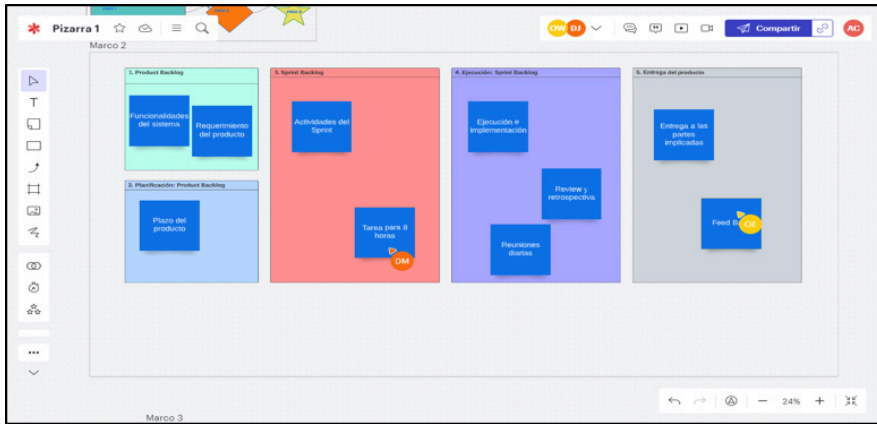 Pizarra 1
OW DJ
Compartir
AC
Marco 2
1. Product Backlog
Funcionalidades
del sistema
Requerimiento
del producto
2. Planificación: Product Backlog
Plazo del
producto
3. Sprint Backlog
Actividades del
Sprint
Tarea para 8
horas
DM
4. Ejecución: Sprint Backlog
Ejecución e
implementación
Review y
retrospectiva
Reuniones
diarias
5. Entrega del producto
Entrega a las
partes
implicadas
Feed
24%
Marco 3